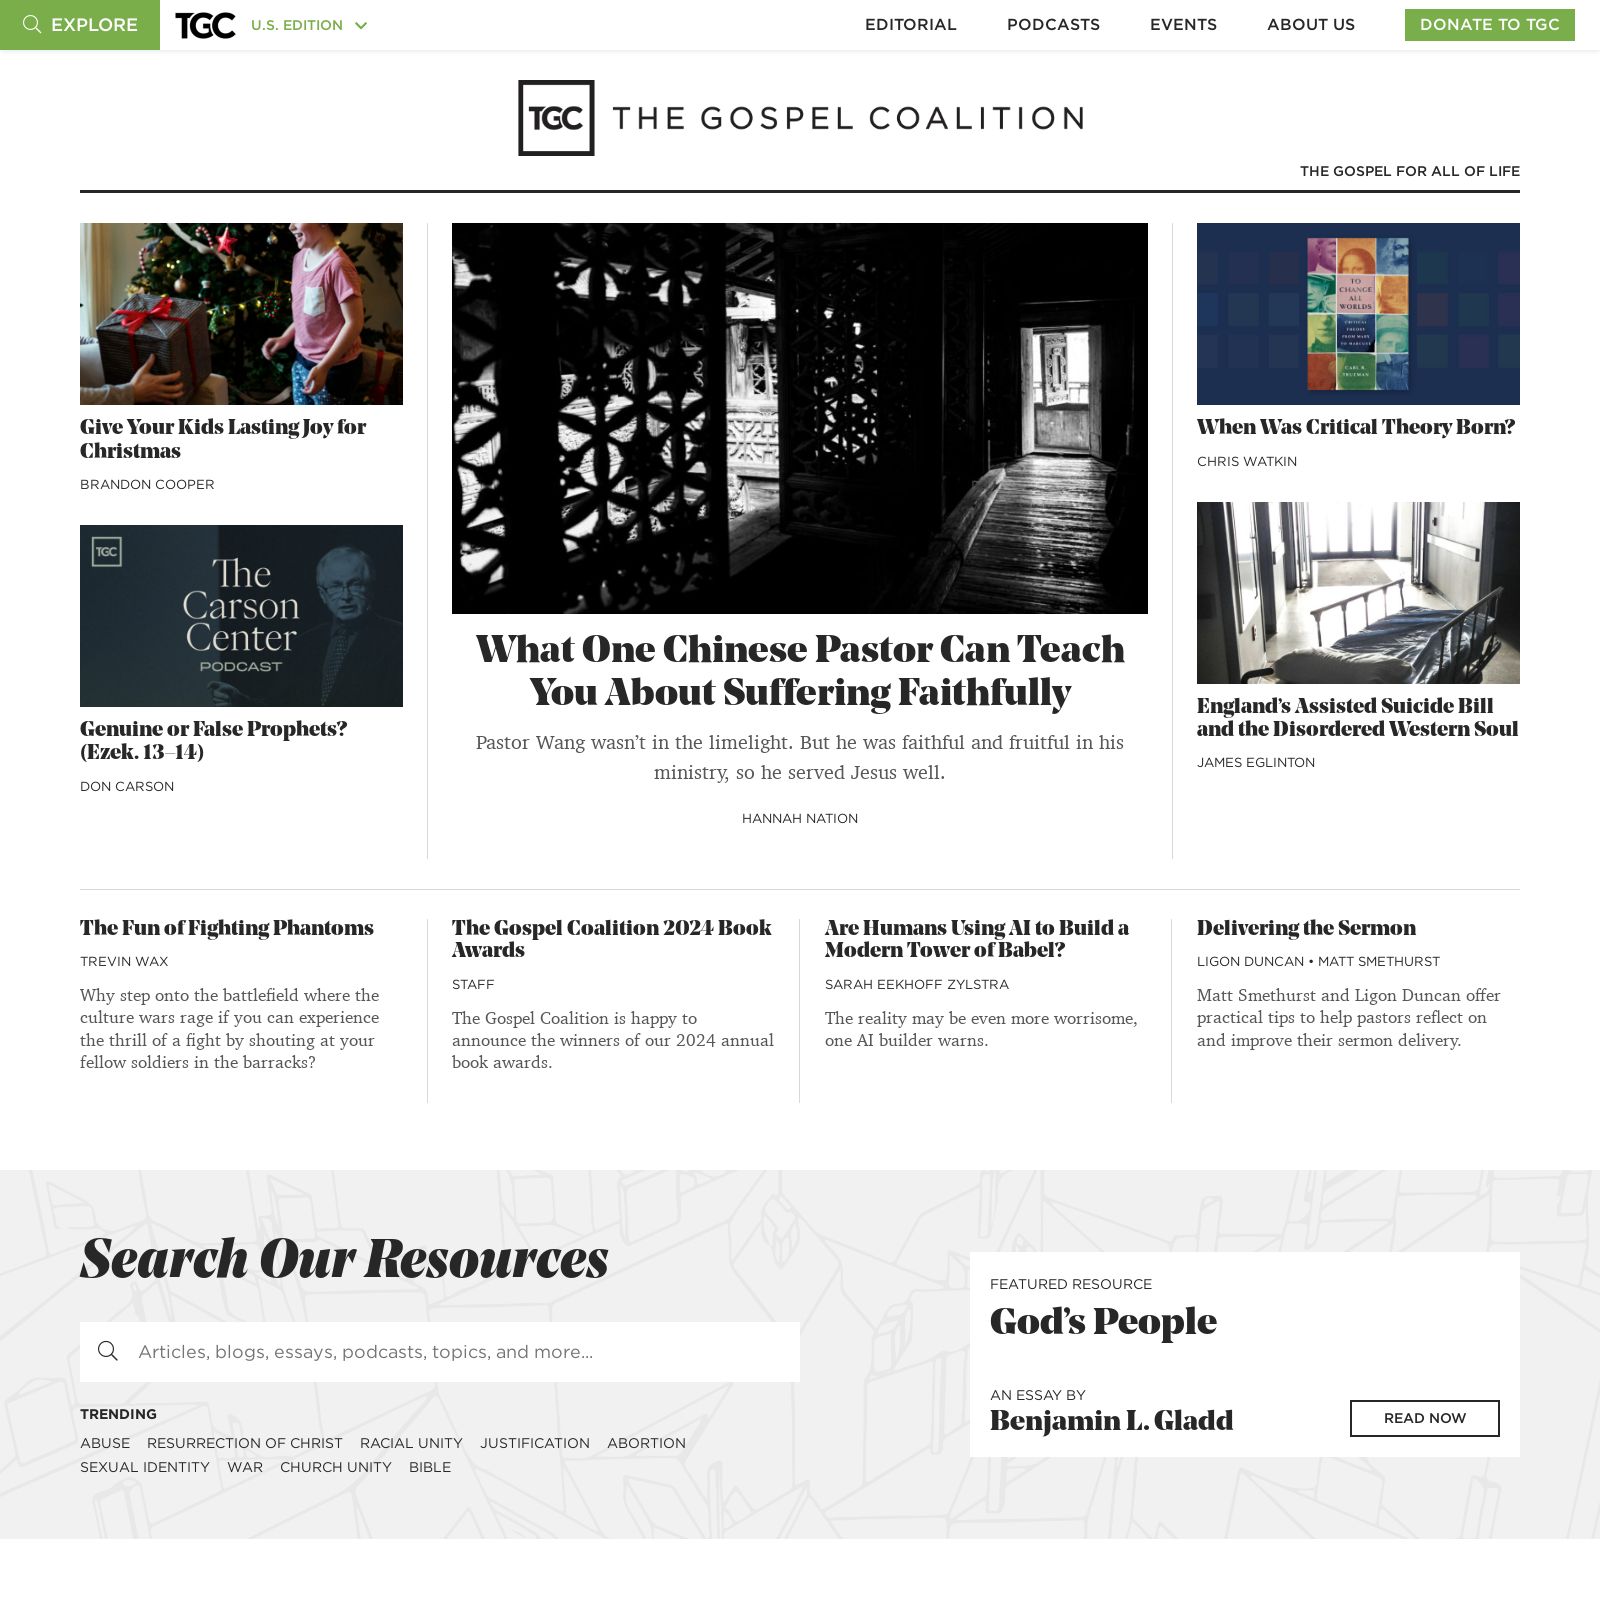 EXPLORE
TGC
U.S. EDITION
EDITORIAL
PODCASTS
EVENTS
ABOUT US
DONATE TO TGC
TGC
THE GOSPEL COALITION
THE GOSPEL FOR ALL OF LIFE
Give Your Kids Lasting Joy for
Christmas
BRANDON COOPER
TGC
The
Carson
Center
PODCAST
Genuine or False Prophets?
(Ezek. 13–14)
DON CARSON
What One Chinese Pastor Can Teach
You About Suffering Faithfully
Pastor Wang wasn’t in the limelight. But he was faithful and fruitful in his
ministry, so he served Jesus well.
HANNAH NATION
TO
CHANGE
ALL
WORLDS
CRITICAL
THEORY
FROM MARX
TO MARCUSE
CARL R.
TRUEMAN
When Was Critical Theory Born?
CHRIS WATKIN
England’s Assisted Suicide Bill
and the Disordered Western Soul
JAMES EGLINTON
The Fun of Fighting Phantoms
TREVIN WAX
Why step onto the battlefield where the
culture wars rage if you can experience
the thrill of a fight by shouting at your
fellow soldiers in the barracks?
The Gospel Coalition 2024 Book
Awards
STAFF
The Gospel Coalition is happy to
announce the winners of our 2024 annual
book awards.
Are Humans Using AI to Build a
Modern Tower of Babel?
SARAH EEKHOFF ZYLSTRA
The reality may be even more worrisome,
one AI builder warns.
Delivering the Sermon
LIGON DUNCAN • MATT SMETHURST
Matt Smethurst and Ligon Duncan offer
practical tips to help pastors reflect on
and improve their sermon delivery.
Search Our Resources
Articles, blogs, essays, podcasts, topics, and more...
TRENDING
ABUSE RESURRECTION OF CHRIST RACIAL UNITY JUSTIFICATION ABORTION
SEXUAL IDENTITY WAR CHURCH UNITY BIBLE
FEATURED RESOURCE
God’s People
AN ESSAY BY
Benjamin L. Gladd
READ NOW